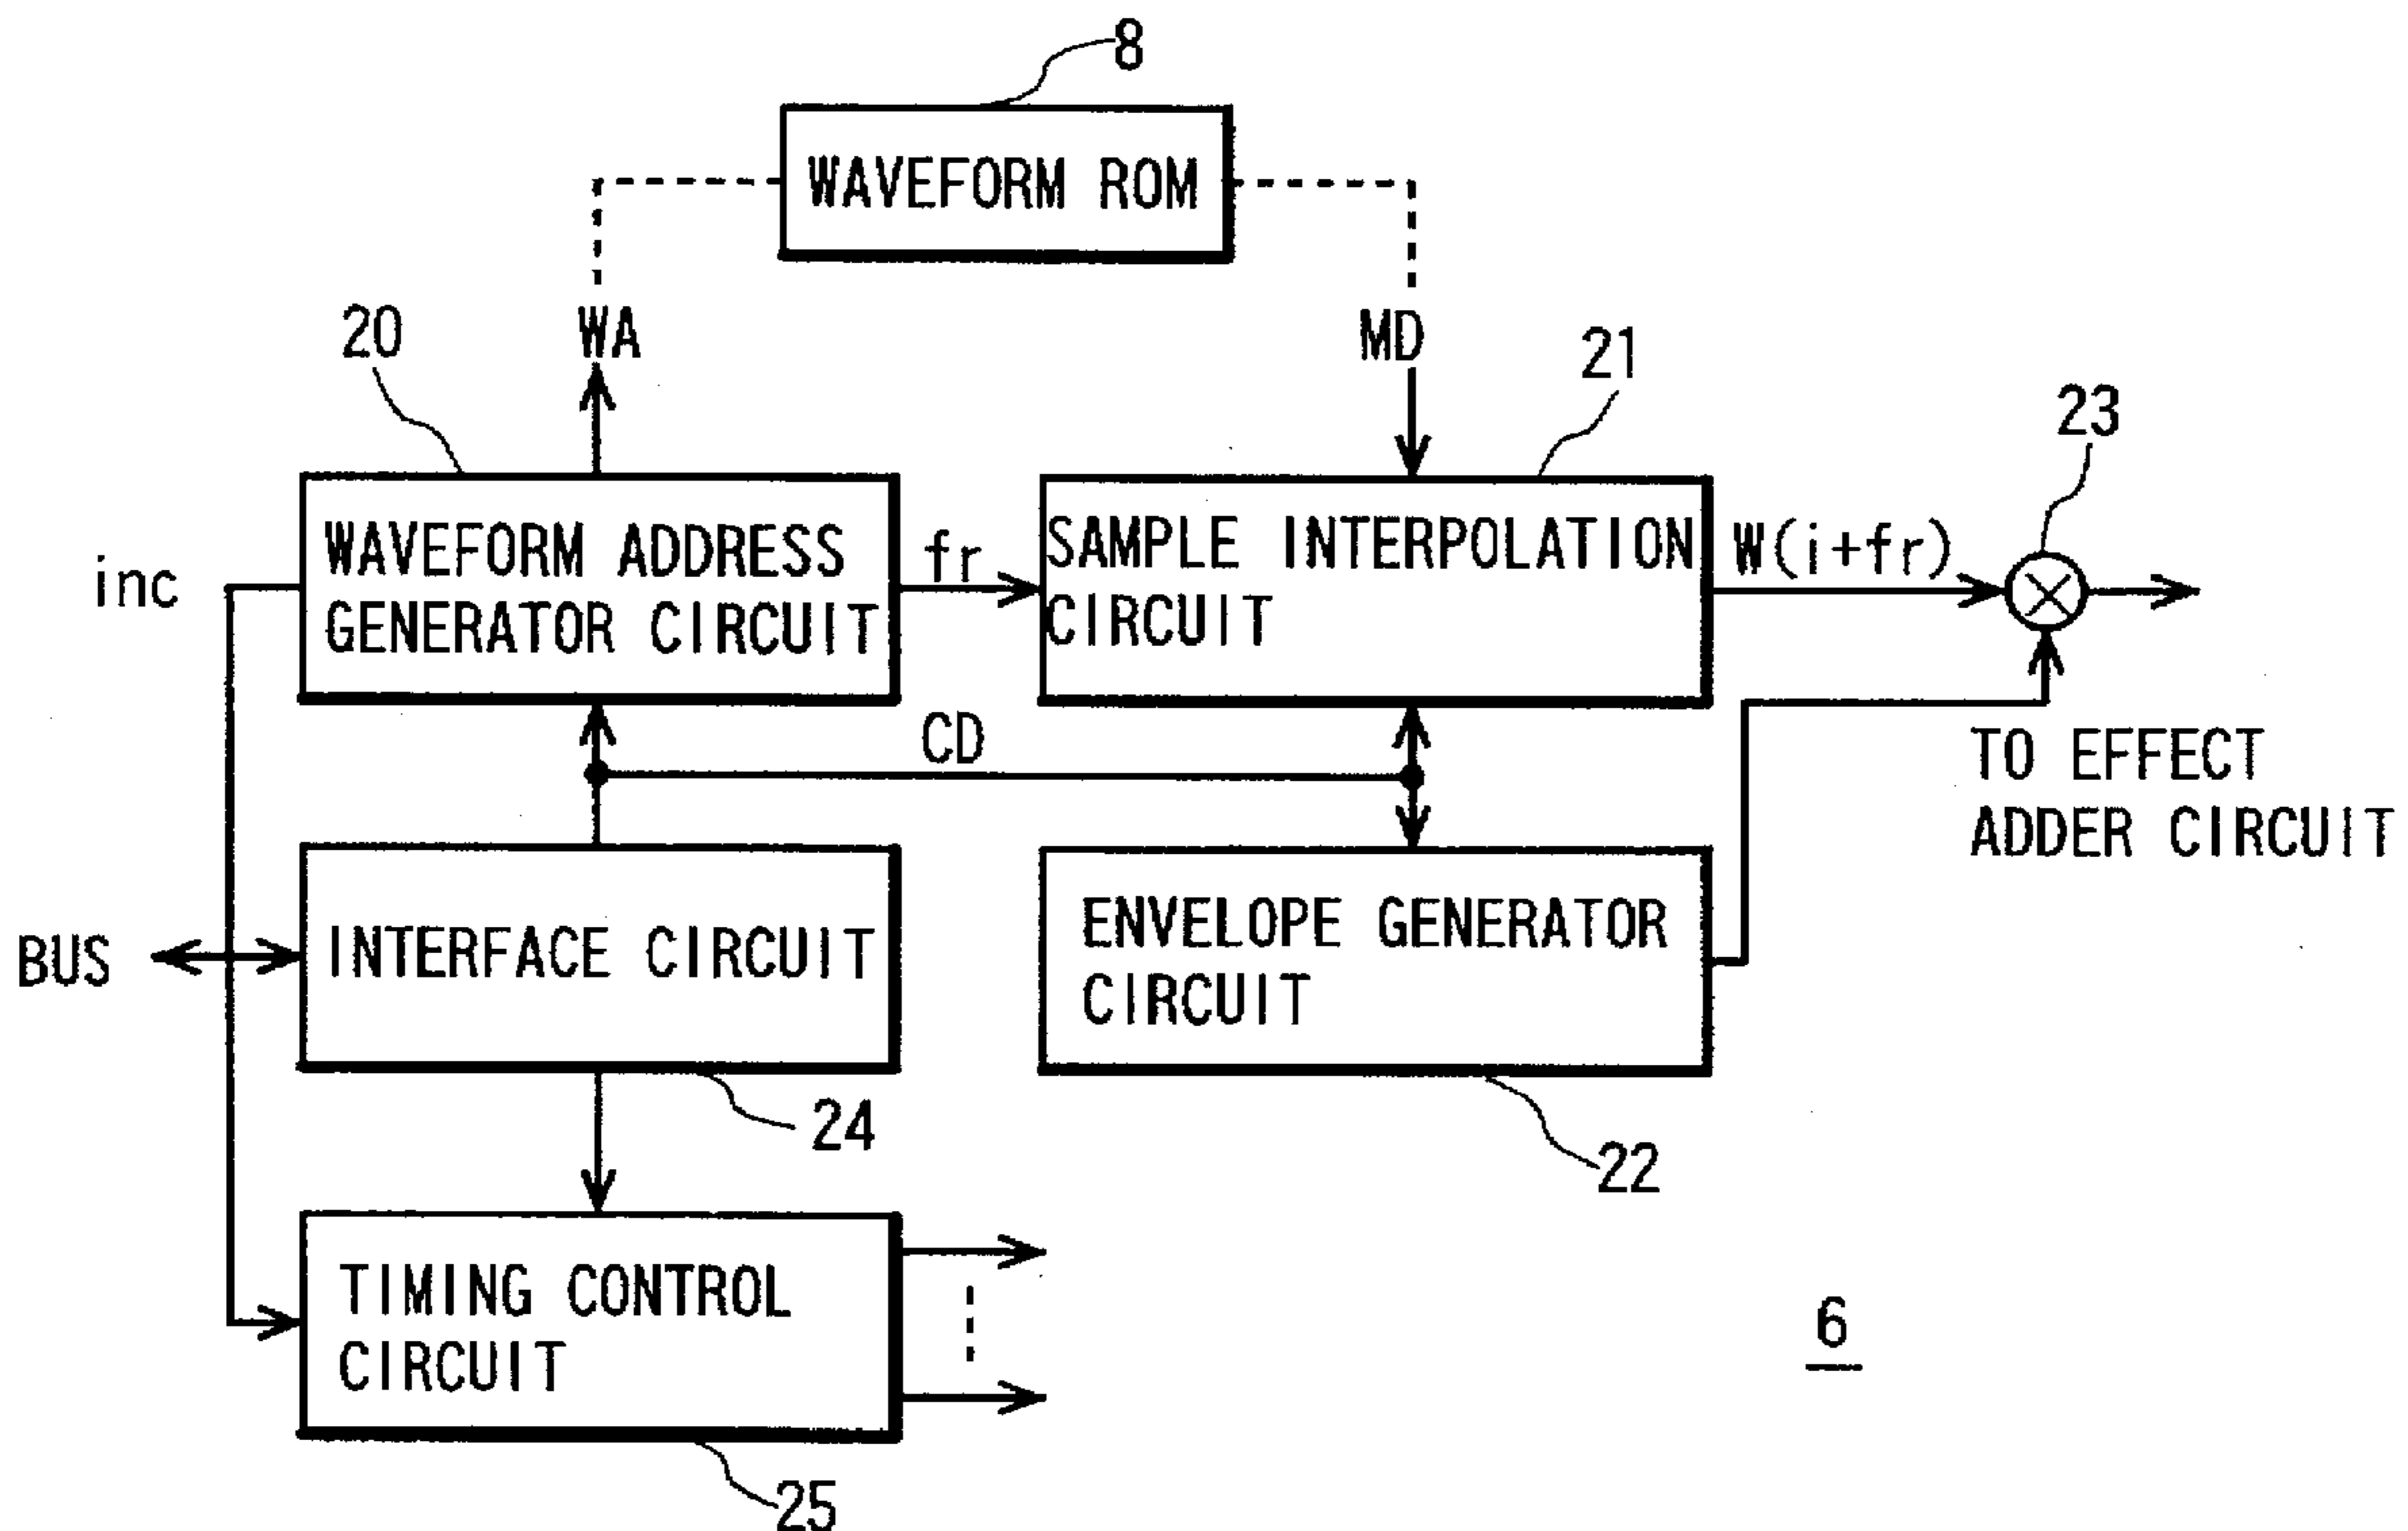 8
WAVEFORM ROM
20
WA
MD
21
23
inc
WAVEFORM ADDRESS
GENERATOR CIRCUIT
fr
SAMPLE INTERPOLATION
CIRCUIT
W(i+fr)
CD
TO EFFECT
ADDER CIRCUIT
BUS
INTERFACE CIRCUIT
ENVELOPE GENERATOR
CIRCUIT
24
22
TIMING CONTROL
CIRCUIT
6
25